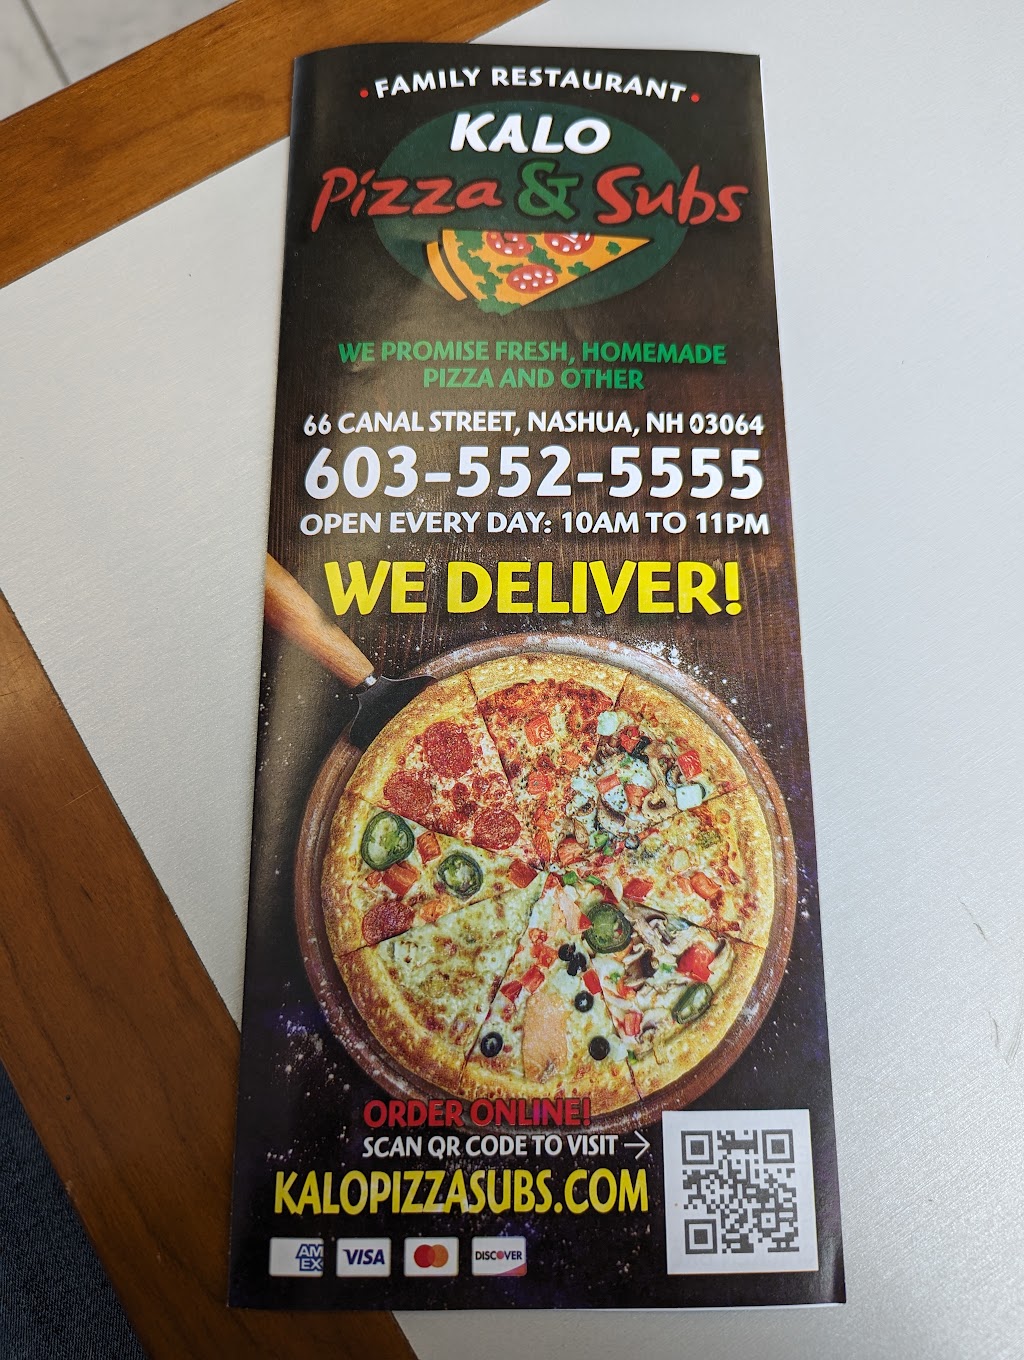 • FAMILY RESTAURANT •
KALO
Pizza & Subs
WE PROMISE FRESH, HOMEMADE
PIZZA AND OTHER
66 CANAL STREET, NASHUA, NH 03064
603-552-5555
OPEN EVERY DAY: 10AM TO 11PM
WE DELIVER!
ORDER ONLINE!
SCAN QR CODE TO VISIT →
KALOPIZZASUBS.COM
AM
EX
VISA
DISCOVER